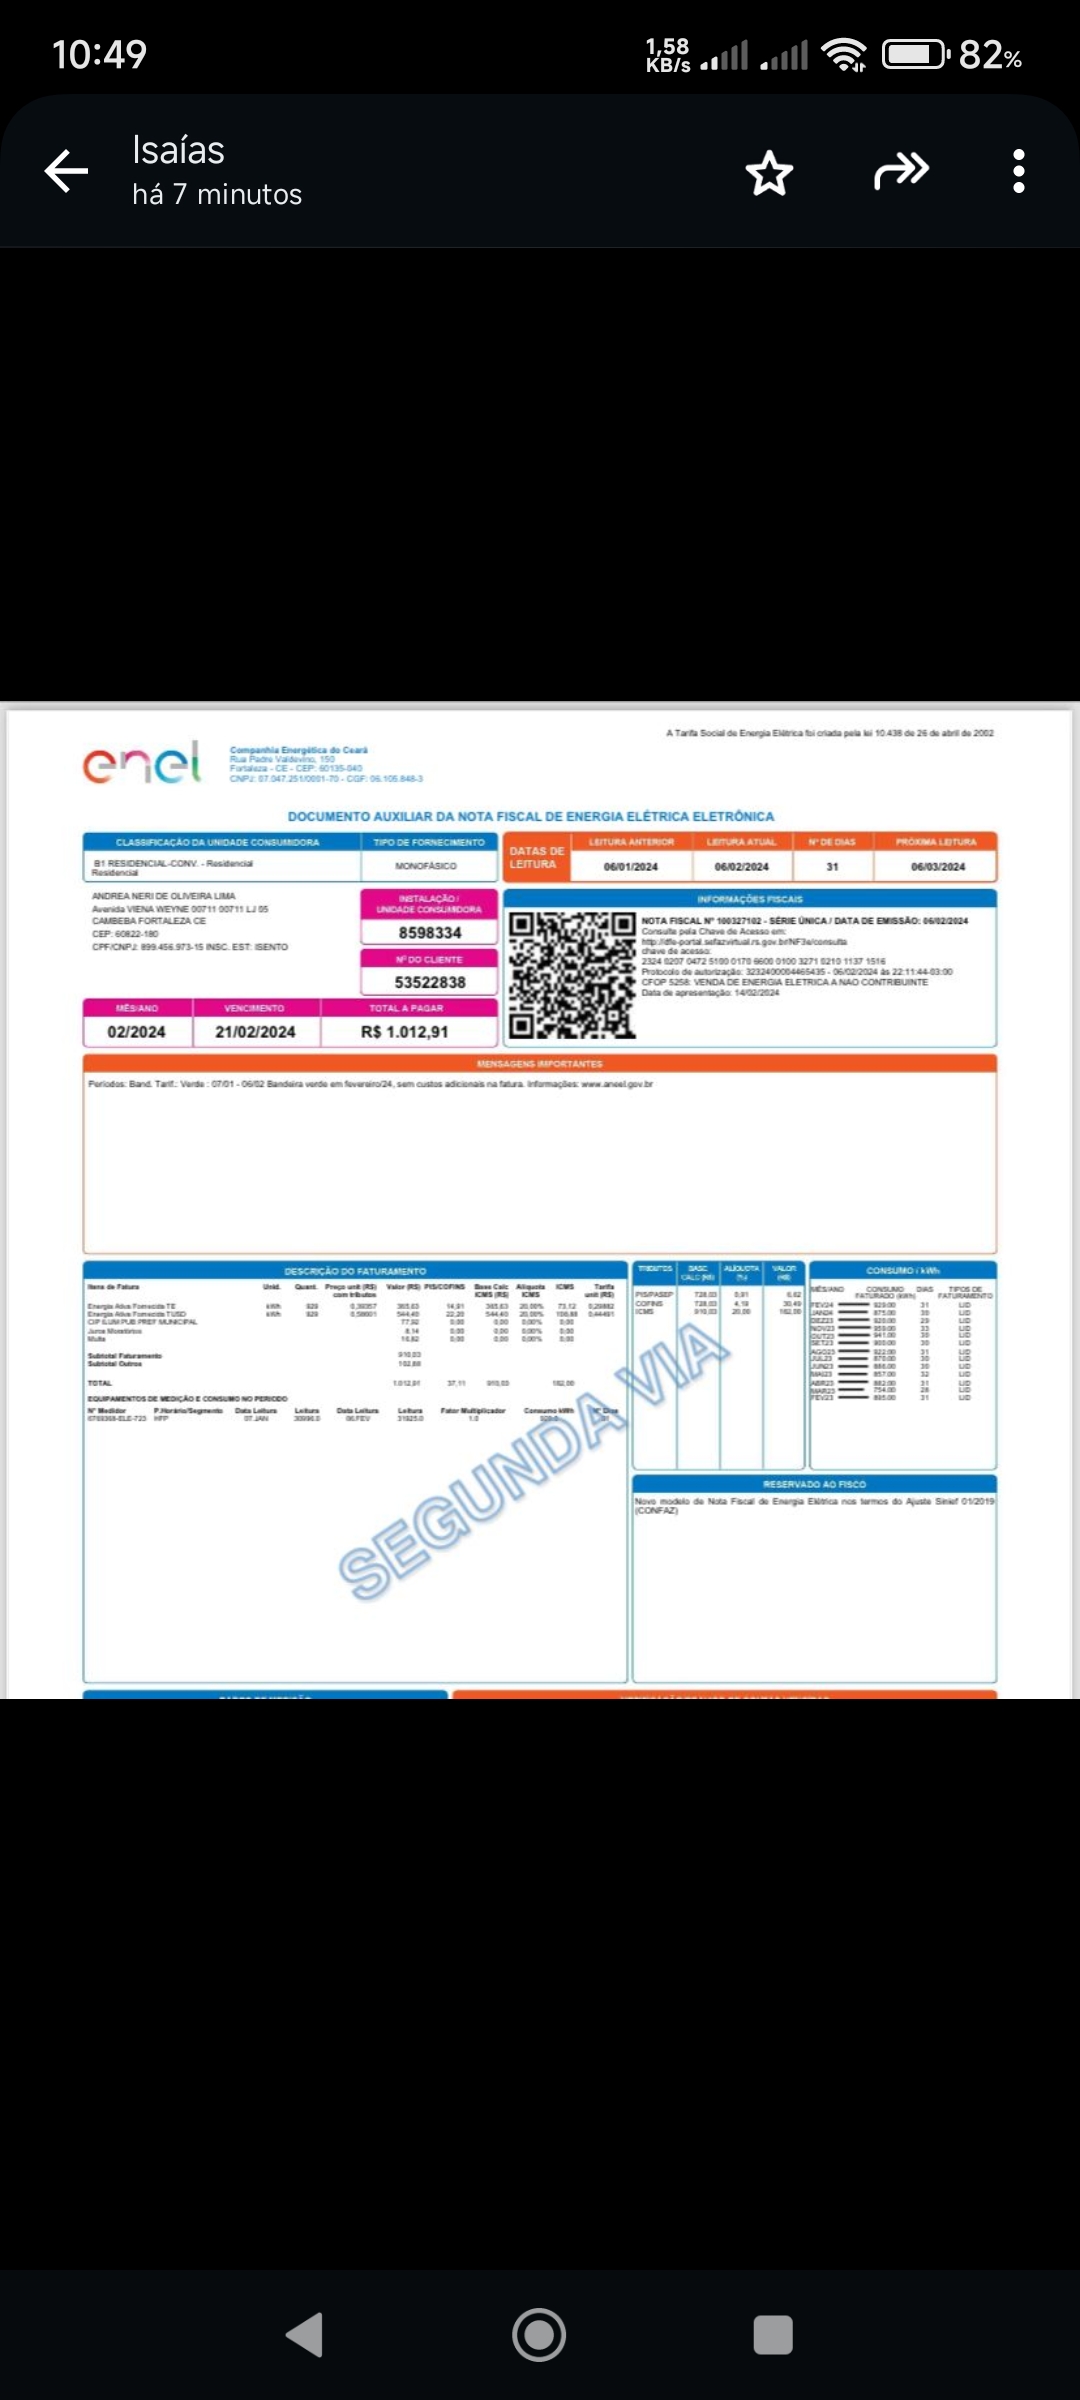 10:49
1,58
KB/s
82%
Isaías
há 7 minutos
A Tarifa Social de Energia Elétrica foi criada pela lei 10.438 de 26 de abril de 2002
enel
Companhia Energética do Ceará
Rua Padre Valdevino, 150
Fortaleza - CE - CEP: 60135-040
CNPJ: 07.047.251/0001-70 - CGF: 06.105.848-3
DOCUMENTO AUXILIAR DA NOTA FISCAL DE ENERGIA ELÉTRICA ELETRÔNICA
CLASSIFICAÇÃO DA UNIDADE CONSUMIDORA
TIPO DE FORNECIMENTO
B1 RESIDENCIAL-CONV. - Residencial
Residencial
MONOFÁSICO
DATAS DE LEITURA
LEITURA ANTERIOR LEITURA ATUAL Nº DE DIAS PRÓXIMA LEITURA
06/01/2024 06/02/2024 31 06/03/2024
ANDREA NERI DE OLIVEIRA LIMA
Avenida VIENA WEYNE 00711 00711 LJ 05
CAMBEBA FORTALEZA CE
CEP: 60822-180
CPF/CNPJ: 899.456.973-15 INSC. EST: ISENTO
INSTALAÇÃO /
UNIDADE CONSUMIDORA
8598334
Nº DO CLIENTE
53522838
MÊS/ANO VENCIMENTO TOTAL A PAGAR
02/2024 21/02/2024 R$ 1.012,91
INFORMAÇÕES FISCAIS
NOTA FISCAL Nº 100327102 - SÉRIE ÚNICA / DATA DE EMISSÃO: 06/02/2024
Consulte pela Chave de Acesso em:
http://dfe-portal.sefazvirtual.rs.gov.br/NF3e/consulta
chave de acesso:
2324 0207 0472 5100 0170 6600 0100 3271 0210 1137 1516
Protocolo de autorização: 3232400004465435 - 06/02/2024 às 22:11:44-03:00
CFOP 5258: VENDA DE ENERGIA ELETRICA A NAO CONTRIBUINTE
Data de apresentação: 14/02/2024
MENSAGENS IMPORTANTES
Períodos: Band. Tarif.: Verde : 07/01 - 06/02 Bandeira verde em fevereiro/24, sem custos adicionais na fatura. Informações: www.aneel.gov.br
DESCRIÇÃO DO FATURAMENTO
Itens de Fatura Unid. Quant. Preço unit (R$) com tributos Valor (R$) PIS/COFINS Base Calc ICMS (R$) Alíquota ICMS ICMS Tarifa unit (R$)
Energia Ativa Fornecida TE kWh 929 365,63 14,91 365,63 20,00% 73,12
Energia Ativa Fornecida TUSD kWh 929 544,40 22,20 544,40 20,00% 108,88
CIP ILUM PUB PREF MUNICIPAL 77,92 0,00 0,00 0,00% 0,00
Juros Moratórios 8,14 0,00 0,00 0,00% 0,00
Multa 16,82 0,00 0,00 0,00% 0,00
Subtotal Faturamento 910,03
Subtotal Outros 102,88
TOTAL 1.012,91 37,11 910,03 182,00
EQUIPAMENTOS DE MEDIÇÃO E CONSUMO NO PERIODO
Nº Medidor P.Horário/Segmento Data Leitura Leitura Data Leitura Leitura Fator Multiplicador Consumo kWh Nº Dias
HFP 07.JAN 30996.0 06.FEV 31925.0 1.0
TRIBUTOS BASE CALC (R$) ALÍQUOTA (%) VALOR (R$)
PIS/PASEP 728,03 0,91 6,62
COFINS 728,03 4,19 30,49
ICMS 910,03 20,00 182,00
CONSUMO / kWh
MÊS/ANO CONSUMO FATURADO (kWh) DIAS TIPOS DE FATURAMENTO
FEV24 929.00 31 LID
JAN24 875.00 30 LID
DEZ23 920.00 29 LID
NOV23 959.00 33 LID
OUT23 941.00 30 LID
SET23 30 LID
AGO23 922.00 31 LID
JUL23 870.00 30 LID
JUN23 30 LID
MAI23 857.00 32 LID
ABR23 882.00 31 LID
MAR23 754.00 28 LID
FEV23 31 LID
SEGUNDA VIA
RESERVADO AO FISCO
Novo modelo de Nota Fiscal de Energia Elétrica nos termos do Ajuste Sinief 01/2019
(CONFAZ)